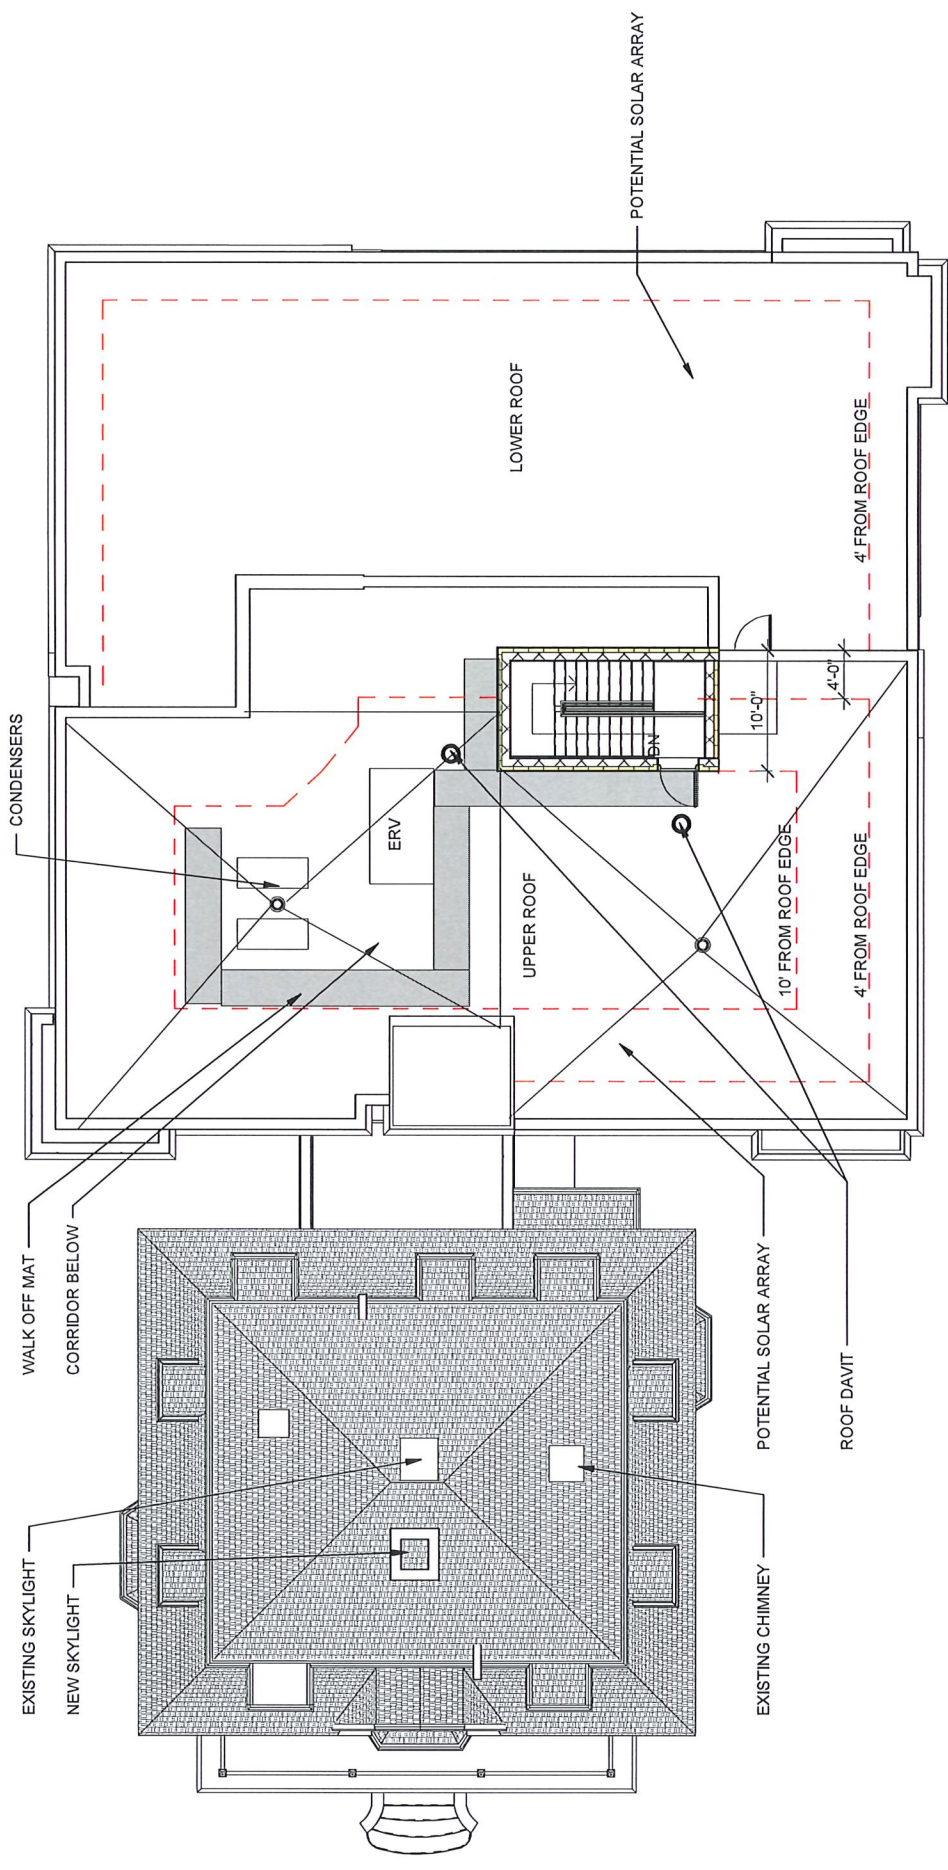 EXISTING SKYLIGHT
NEW SKYLIGHT
WALK OFF MAT
CORRIDOR BELOW
CONDENSERS
ERV
UPPER ROOF
LOWER ROOF
DN
10'-0"
4'-0"
10' FROM ROOF EDGE
4' FROM ROOF EDGE
4' FROM ROOF EDGE
POTENTIAL SOLAR ARRAY
EXISTING CHIMNEY
POTENTIAL SOLAR ARRAY
ROOF DAVIT